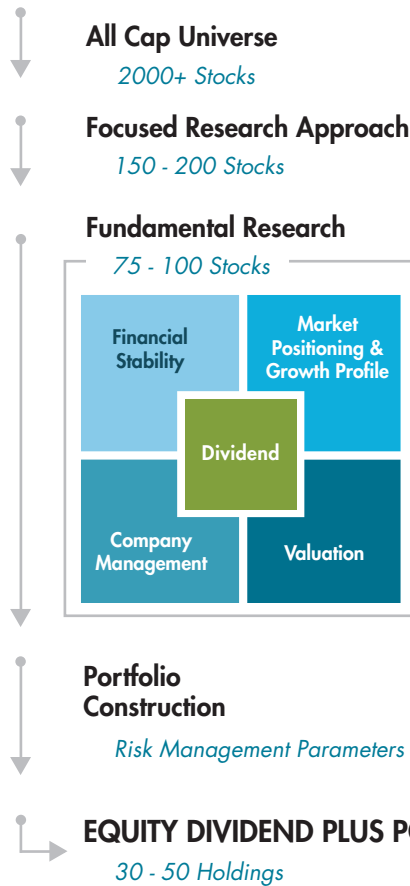 All Cap Universe
2000+ Stocks
Focused Research Approach
150 - 200 Stocks
Fundamental Research
75 - 100 Stocks
Financial
Stability
Market
Positioning &
Growth Profile
Dividend
Company
Management
Valuation
Portfolio
Construction
Risk Management Parameters
EQUITY DIVIDEND PLUS
30 - 50 Holdings